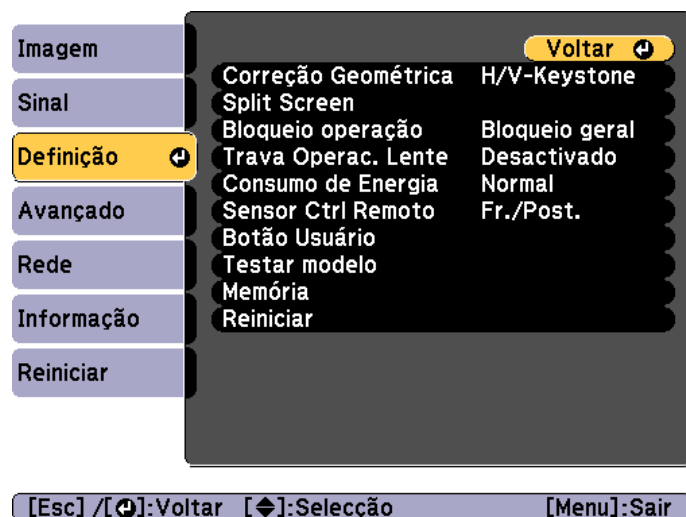 Imagem
Sinal
Definição
Avançado
Rede
Informação
Reiniciar
Voltar
Correção Geométrica H/V-Keystone
Split Screen
Bloqueio operação Bloqueio geral
Trava Operac. Lente Desactivado
Consumo de Energia Normal
Sensor Ctrl Remoto Fr./Post.
Botão Usuário
Testar modelo
Memória
Reiniciar
[Esc] /[⏎]:Voltar [◆]:Selecção [Menu]:Sair